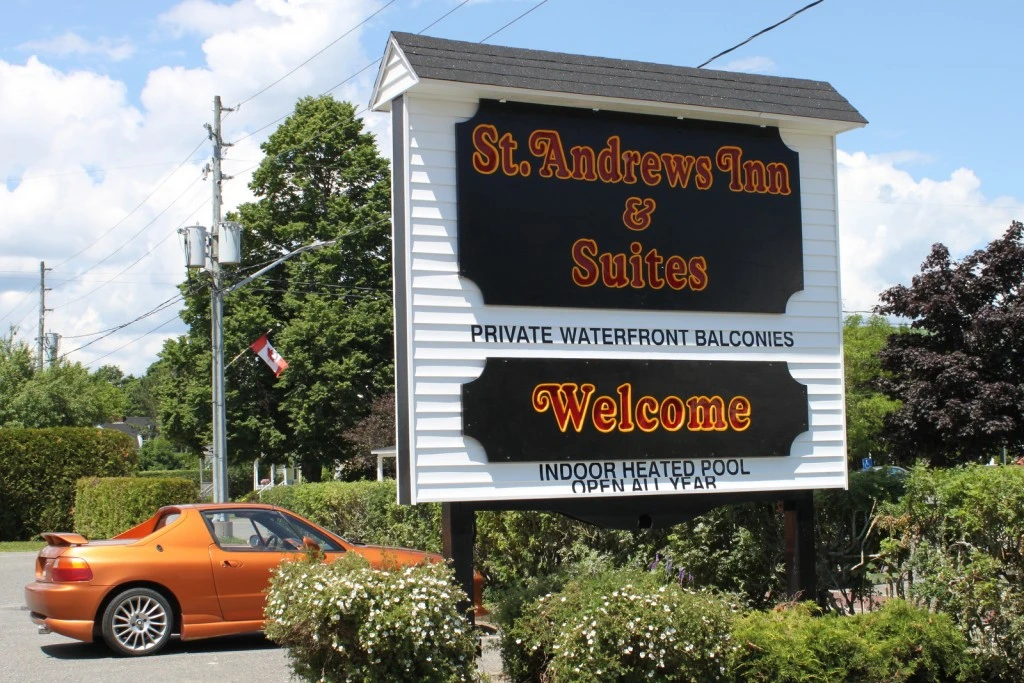 St. Andrews Inn
&
Suites
PRIVATE WATERFRONT BALCONIES
Welcome
INDOOR HEATED POOL
OPEN ALL YEAR